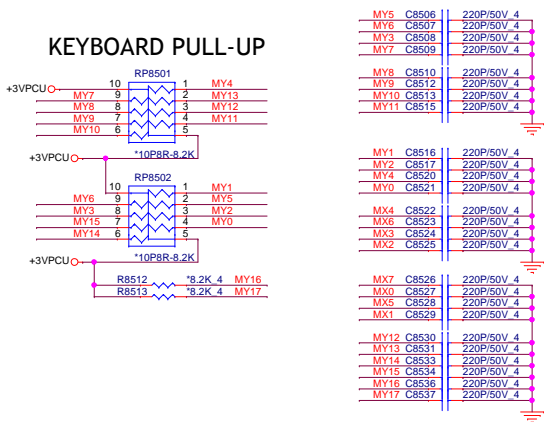 KEYBOARD PULL-UP
RP8501
+3VPCU 10 1 MY4
MY7 9 2 MY13
MY8 8 3 MY12
MY9 7 4 MY11
MY10 6 5
+3VPCU *10P8R-8.2K
RP8502
10 1 MY1
MY6 9 2 MY5
MY3 8 3 MY2
MY15 7 4 MY0
MY14 6 5
+3VPCU *10P8R-8.2K
R8512 *8.2K_4 MY16
R8513 *8.2K_4 MY17
MY5 C8506 220P/50V_4
MY6 C8507 220P/50V_4
MY3 C8508 220P/50V_4
MY7 C8509 220P/50V_4
MY8 C8510 220P/50V_4
MY9 C8512 220P/50V_4
MY10 C8513 220P/50V_4
MY11 C8515 220P/50V_4
MY1 C8516 220P/50V_4
MY2 C8517 220P/50V_4
MY4 C8520 220P/50V_4
MY0 C8521 220P/50V_4
MX4 C8522 220P/50V_4
MX6 C8523 220P/50V_4
MX3 C8524 220P/50V_4
MX2 C8525 220P/50V_4
MX7 C8526 220P/50V_4
MX0 C8527 220P/50V_4
MX5 C8528 220P/50V_4
MX1 C8529 220P/50V_4
MY12 C8530 220P/50V_4
MY13 C8531 220P/50V_4
MY14 C8533 220P/50V_4
MY15 C8534 220P/50V_4
MY16 C8536 220P/50V_4
MY17 C8537 220P/50V_4